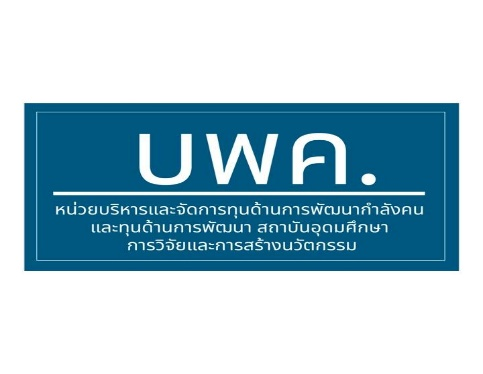 บพค.
หน่วยบริหารและจัดการทุนด้านการพัฒนากำลังคน
และทุนด้านการพัฒนา สถาบันอุดมศึกษา
การวิจัยและการสร้างนวัตกรรม